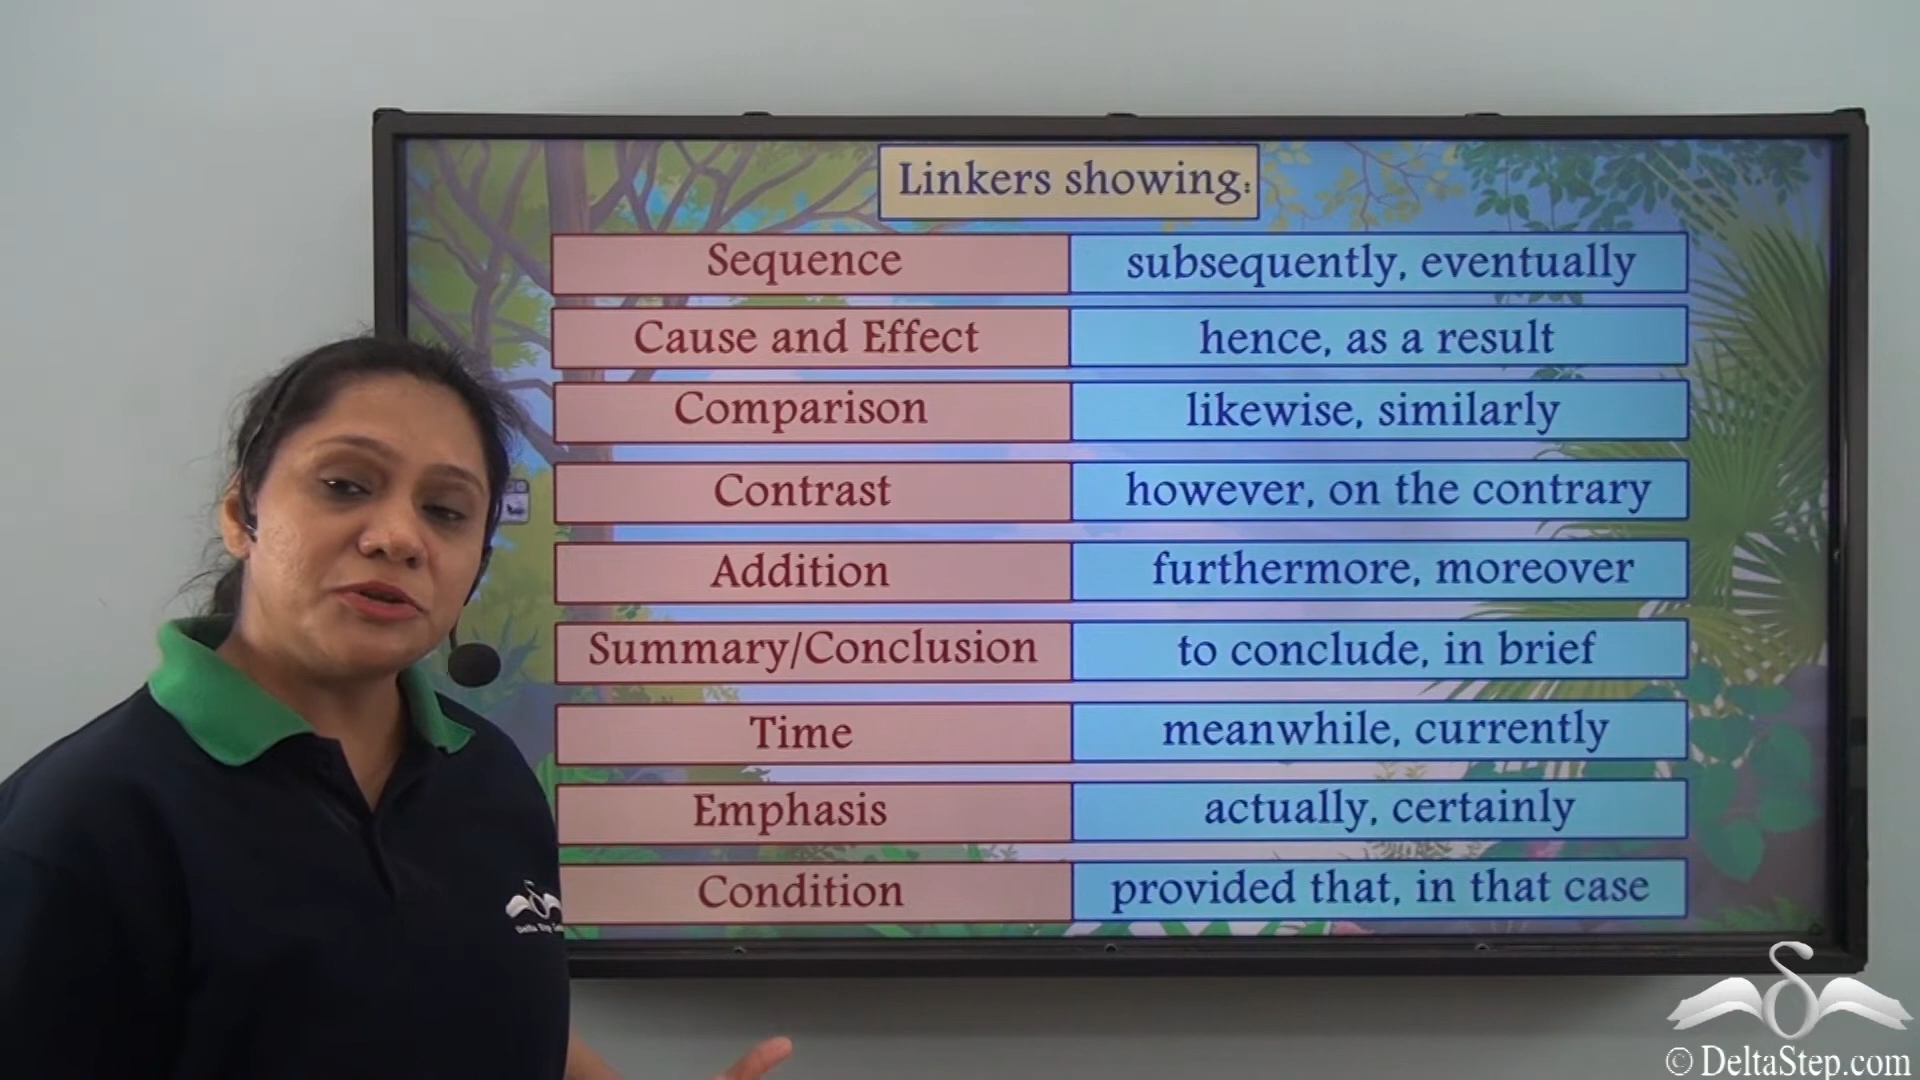 Linkers showing:
Sequence subsequently, eventually
Cause and Effect hence, as a result
Comparison likewise, similarly
Contrast however, on the contrary
Addition furthermore, moreover
Summary/Conclusion to conclude, in brief
Time meanwhile, currently
Emphasis actually, certainly
Condition provided that, in that case
Delta Step
© DeltaStep.com